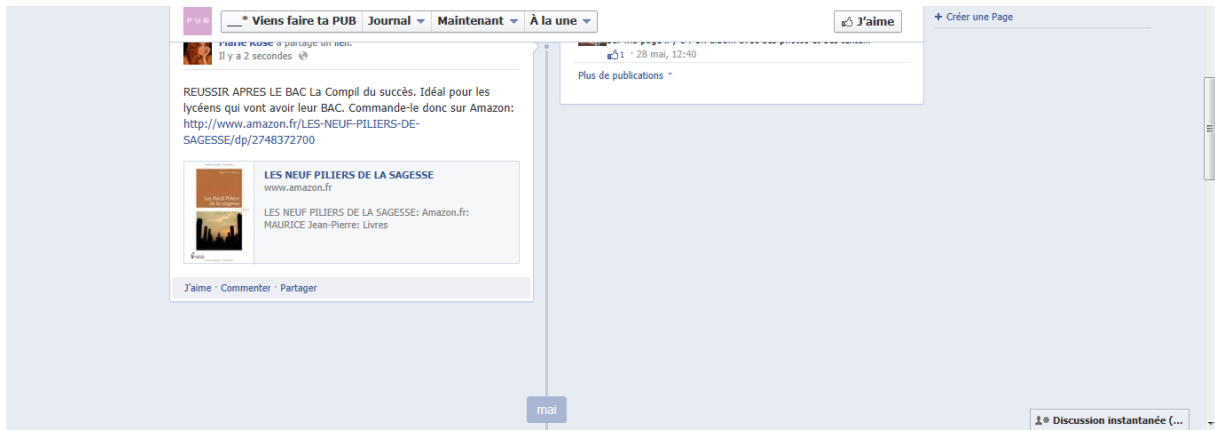 PUB
__* Viens faire ta PUB
Journal
Maintenant
À la une
J'aime
+ Créer une Page
Marie Rose a partagé un lien.
Il y a 2 secondes
REUSSIR APRES LE BAC La Compil du succès. Idéal pour les
lycéens qui vont avoir leur BAC. Commande-le donc sur Amazon:
http://www.amazon.fr/LES-NEUF-PILIERS-DE-
SAGESSE/dp/2748372700
Les Neuf Piliers
de la sagesse
LES NEUF PILIERS DE LA SAGESSE
www.amazon.fr
LES NEUF PILIERS DE LA SAGESSE: Amazon.fr:
MAURICE Jean-Pierre: Livres
J'aime · Commenter · Partager
1 · 28 mai, 12:40
Plus de publications
mai
Discussion instantanée (...